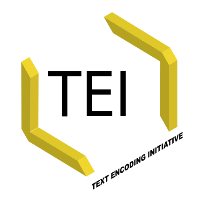 TEI
TEXT ENCODING INITIATIVE